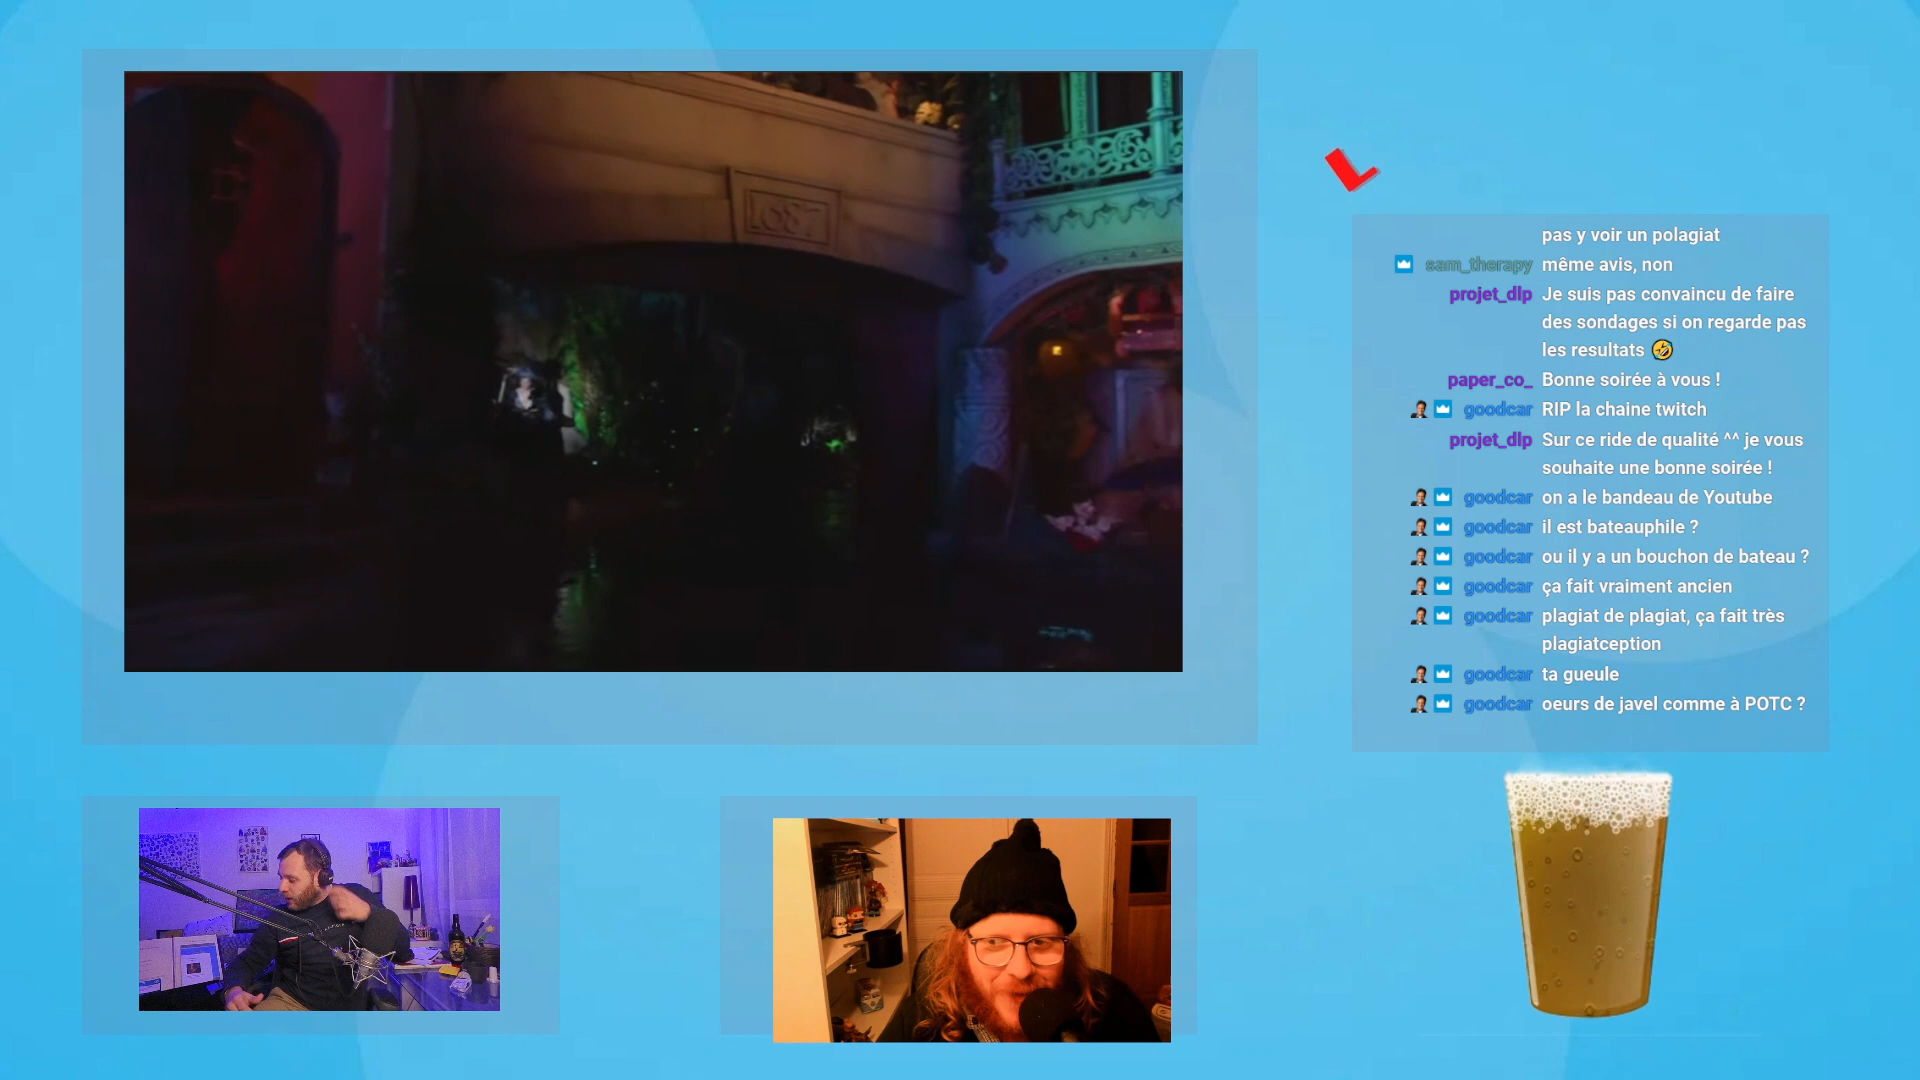 1687
L
pas y voir un polagiat
sam_therapy même avis, non
projet_dlp Je suis pas convaincu de faire
des sondages si on regarde pas
les resultats 🤣
paper_co_ Bonne soirée à vous !
goodcar RIP la chaine twitch
projet_dlp Sur ce ride de qualité ^^ je vous
souhaite une bonne soirée !
goodcar on a le bandeau de Youtube
goodcar il est bateauphile ?
goodcar ou il y a un bouchon de bateau ?
goodcar ça fait vraiment ancien
goodcar plagiat de plagiat, ça fait très
plagiatception
goodcar ta gueule
goodcar oeurs de javel comme à POTC ?